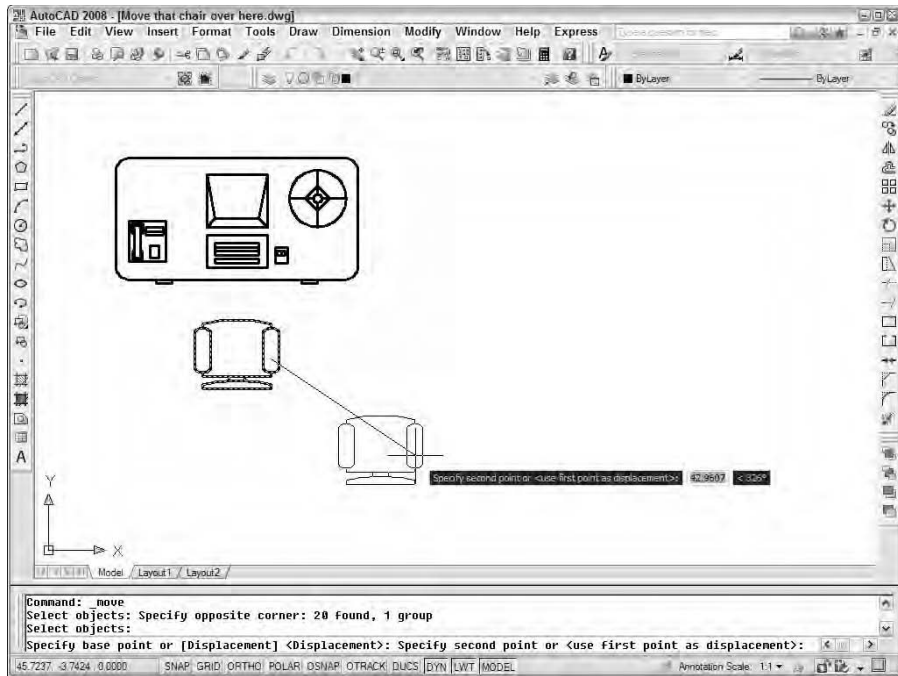 AutoCAD 2008 - [Move that chair over here.dwg]
File Edit View Insert Format Tools Draw Dimension Modify Window Help Express
ByLayer ByLayer
A
Y
X
Specify second point or <use first point as displacement>: 42.9607 < 326°
Model Layout1 Layout2
Command: _move
Select objects: Specify opposite corner: 20 found, 1 group
Select objects:
Specify base point or [Displacement] <Displacement>: Specify second point or <use first point as displacement>:
45.7237 -3.7424 0.0000 SNAP GRID ORTHO POLAR OSNAP OTRACK DUCS DYN LWT MODEL Annotation Scale: 1:1